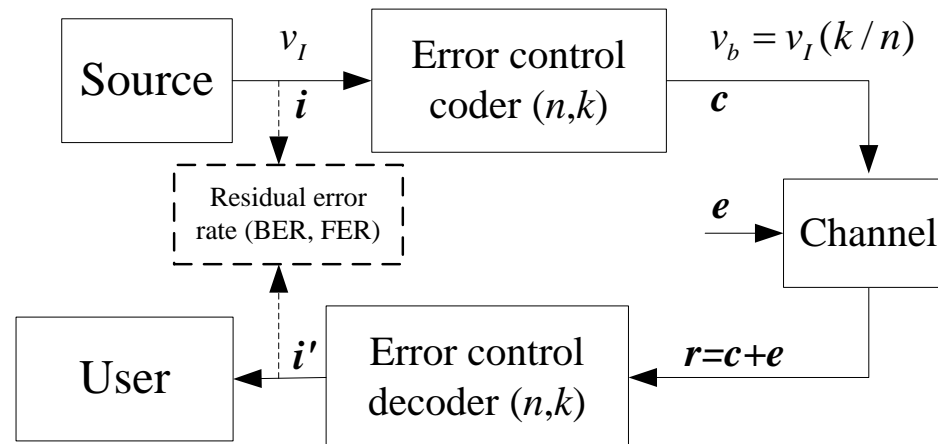 Source
v_I
i
Error control
coder (n,k)
v_b = v_I (k / n)
c
Residual error
rate (BER, FER)
e
Channel
User
i'
Error control
decoder (n,k)
r=c+e